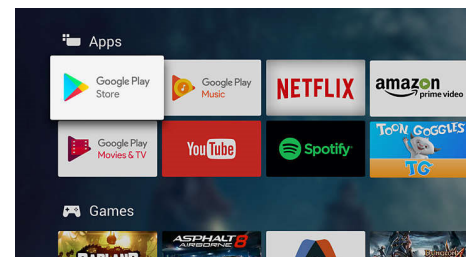 Apps
Google Play
Store
Google Play
Music
NETFLIX
amazon
prime video
Google Play
Movies & TV
YouTube
Spotify
TOON GOGGLES
TG
Games
BADLAND
ASPHALT 8
AIRBORNE